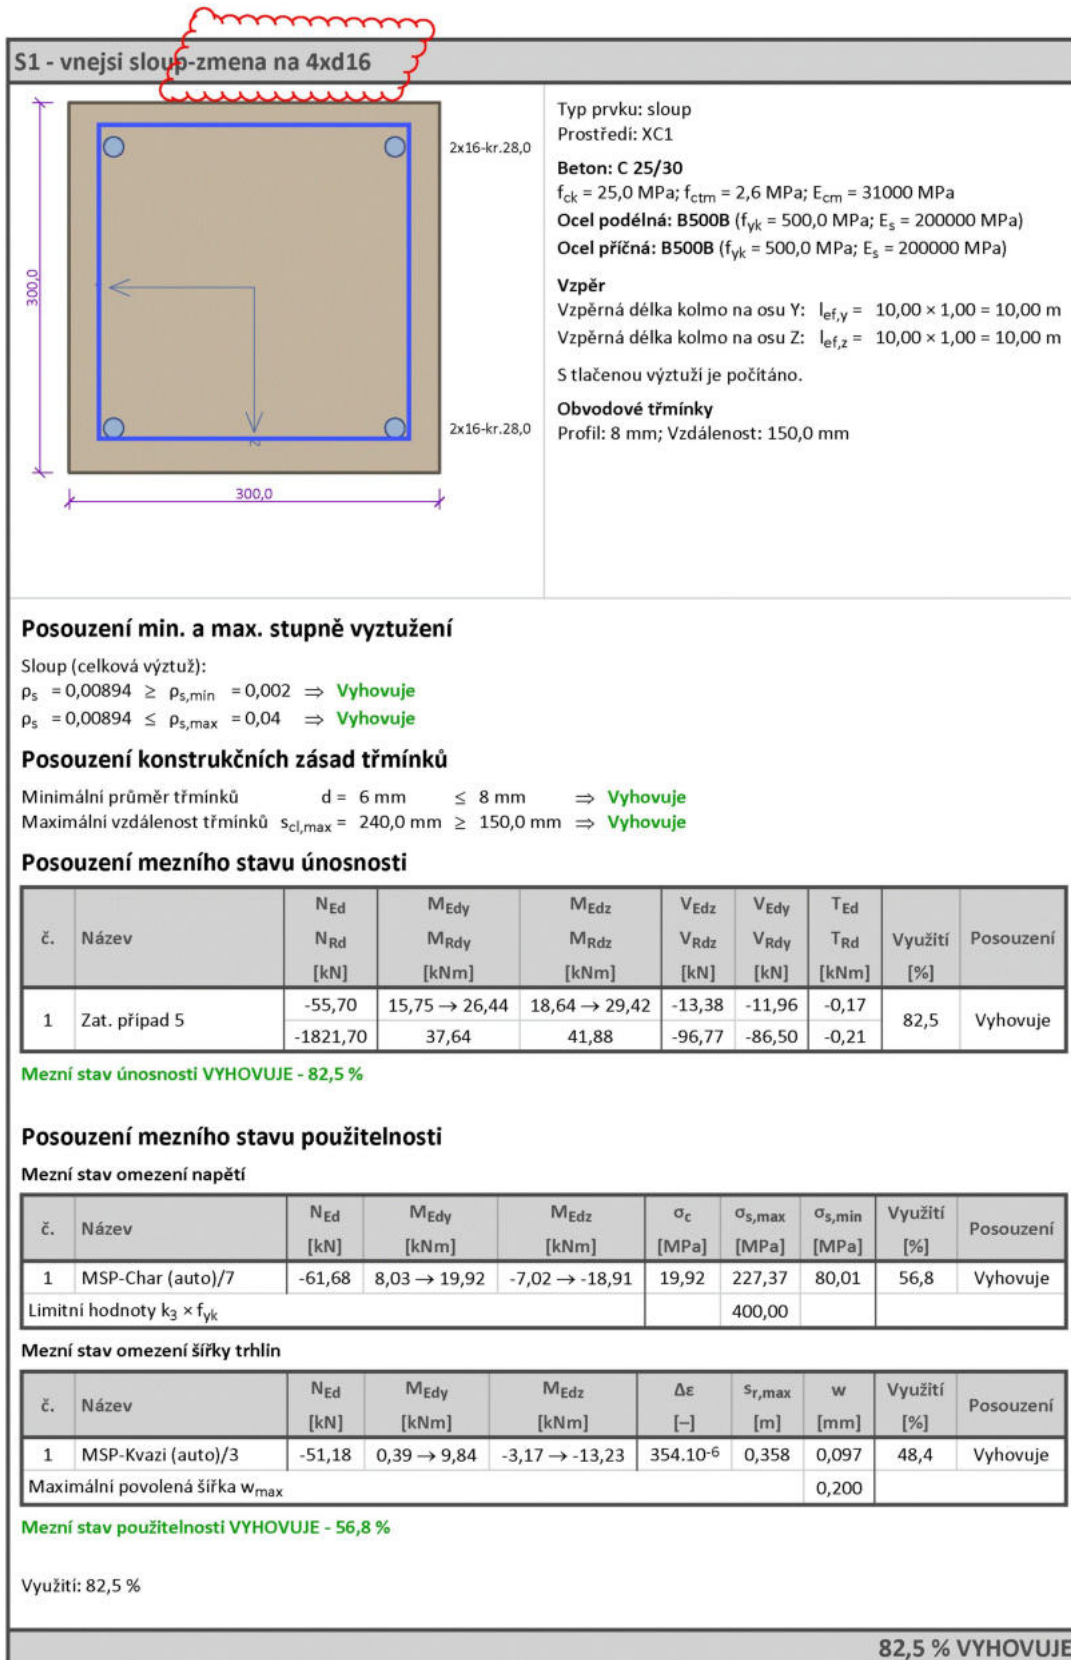 S1 - vnejsi sloup-zmena na 4xd16
2x16-kr.28,0
2x16-kr.28,0
300,0
300,0
Z
Typ prvku: sloup
Prostředí: XC1
Beton: C 25/30
fck = 25,0 MPa; fctm = 2,6 MPa; Ecm = 31000 MPa
Ocel podélná: B500B (fyk = 500,0 MPa; Es = 200000 MPa)
Ocel příčná: B500B (fyk = 500,0 MPa; Es = 200000 MPa)
Vzpěr
Vzpěrná délka kolmo na osu Y: lef,y = 10,00 × 1,00 = 10,00 m
Vzpěrná délka kolmo na osu Z: lef,z = 10,00 × 1,00 = 10,00 m
S tlačenou výztuží je počítáno.
Obvodové třmínky
Profil: 8 mm; Vzdálenost: 150,0 mm
Posouzení min. a max. stupně vyztužení
Sloup (celková výztuž):
ρs = 0,00894 ≥ ρs,min = 0,002 ⇒ Vyhovuje
ρs = 0,00894 ≤ ρs,max = 0,04 ⇒ Vyhovuje
Posouzení konstrukčních zásad třmínků
Minimální průměr třmínků d = 6 mm ≤ 8 mm ⇒ Vyhovuje
Maximální vzdálenost třmínků scl,max = 240,0 mm ≥ 150,0 mm ⇒ Vyhovuje
Posouzení mezního stavu únosnosti
č. Název NEd MEdy MEdz VEdz VEdy TEd Využití Posouzení
NRd MRdy MRdz VRdz VRdy TRd
[kN] [kNm] [kNm] [kN] [kN] [kNm] [%]
1 Zat. případ 5 -55,70 15,75 → 26,44 18,64 → 29,42 -13,38 -11,96 -0,17 82,5 Vyhovuje
-1821,70 37,64 41,88 -96,77 -86,50 -0,21
Mezní stav únosnosti VYHOVUJE - 82,5 %
Posouzení mezního stavu použitelnosti
Mezní stav omezení napětí
č. Název NEd MEdy MEdz σc σs,max σs,min Využití Posouzení
[kN] [kNm] [kNm] [MPa] [MPa] [MPa] [%]
1 MSP-Char (auto)/7 -61,68 8,03 → 19,92 -7,02 → -18,91 19,92 227,37 80,01 56,8 Vyhovuje
Limitní hodnoty k3 × fyk 400,00
Mezní stav omezení šířky trhlin
č. Název NEd MEdy MEdz Δε sr,max w Využití Posouzení
[kN] [kNm] [kNm] [–] [m] [mm] [%]
1 MSP-Kvazi (auto)/3 -51,18 0,39 → 9,84 -3,17 → -13,23 354.10-6 0,358 0,097 48,4 Vyhovuje
Maximální povolená šířka wmax 0,200
Mezní stav použitelnosti VYHOVUJE - 56,8 %
Využití: 82,5 %
82,5 % VYHOVUJE